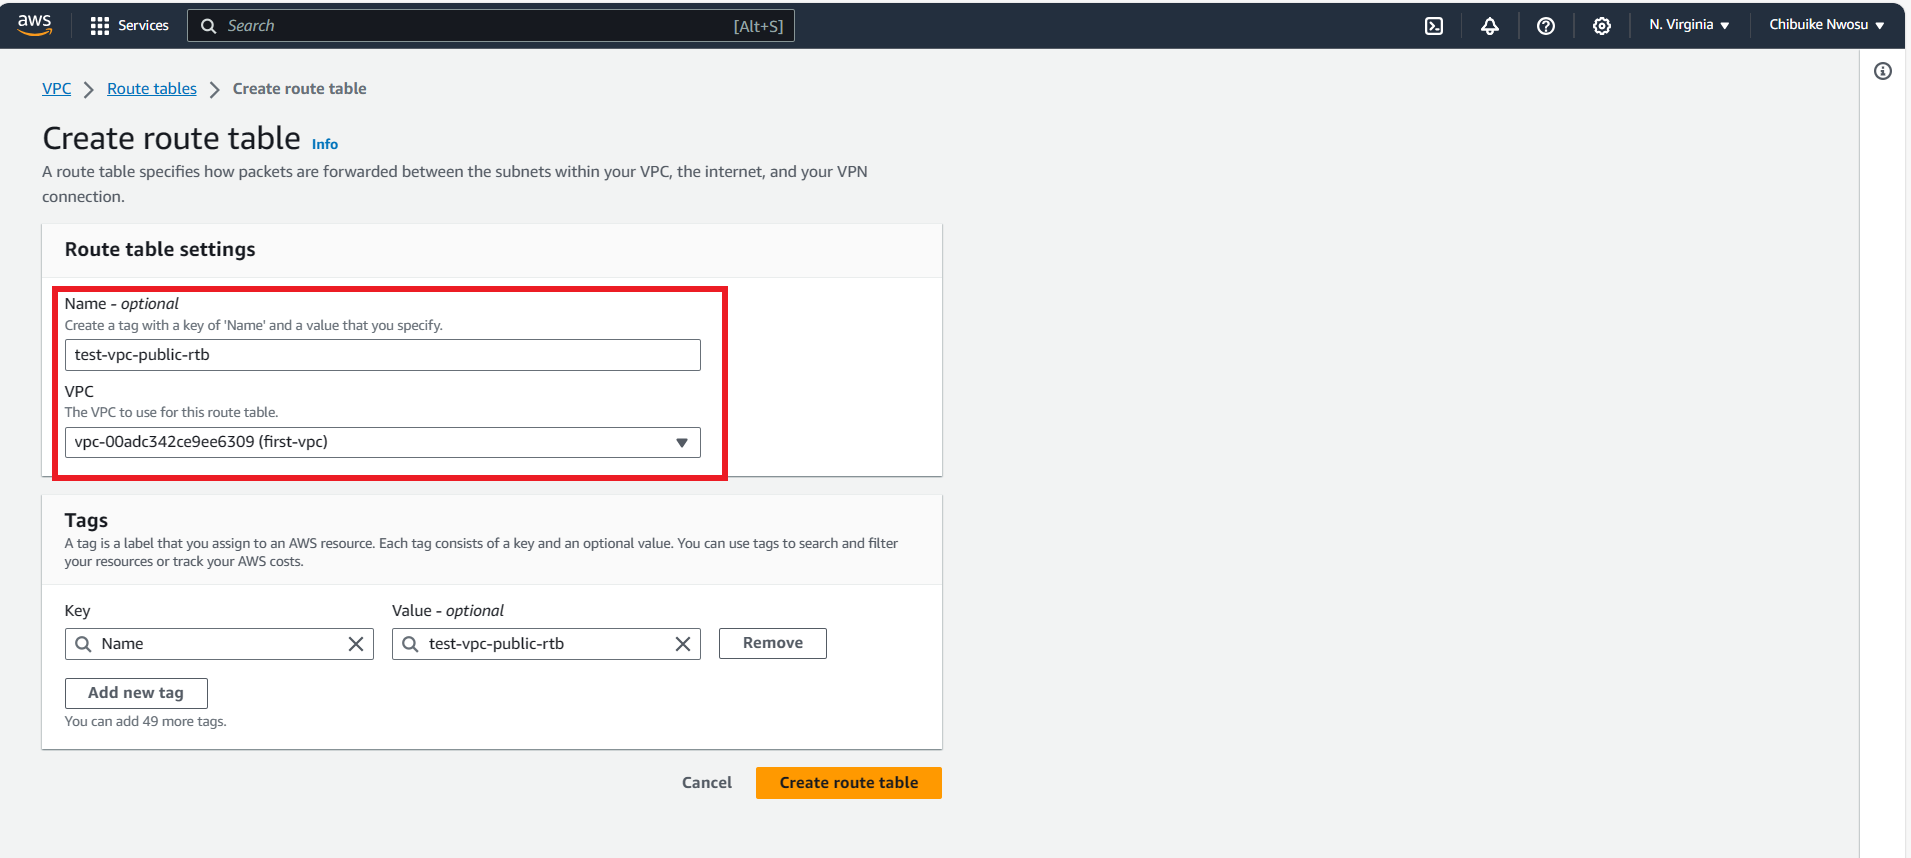 aws
Services
Search
[Alt+S]
N. Virginia
Chibuike Nwosu
VPC
Route tables
Create route table
Create route table
Info
A route table specifies how packets are forwarded between the subnets within your VPC, the internet, and your VPN
connection.
Route table settings
Name - optional
Create a tag with a key of 'Name' and a value that you specify.
test-vpc-public-rtb
VPC
The VPC to use for this route table.
vpc-00adc342ce9ee6309 (first-vpc)
Tags
A tag is a label that you assign to an AWS resource. Each tag consists of a key and an optional value. You can use tags to search and filter
your resources or track your AWS costs.
Key
Value - optional
Name
test-vpc-public-rtb
Remove
Add new tag
You can add 49 more tags.
Cancel
Create route table